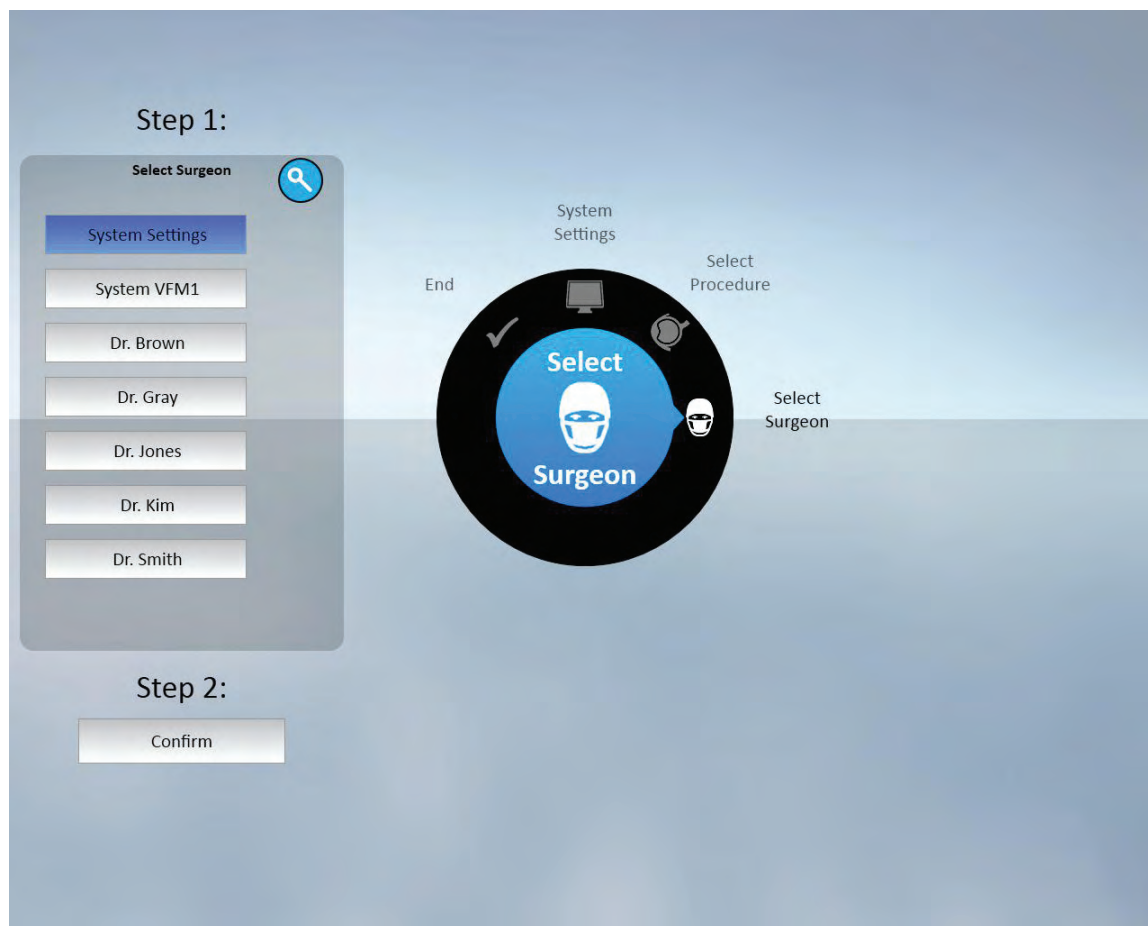 Step 1:
Select Surgeon
System Settings
System VFM1
Dr. Brown
Dr. Gray
Dr. Jones
Dr. Kim
Dr. Smith
Step 2:
Confirm
System
Settings
End
Select
Procedure
Select
Surgeon
Select
Surgeon